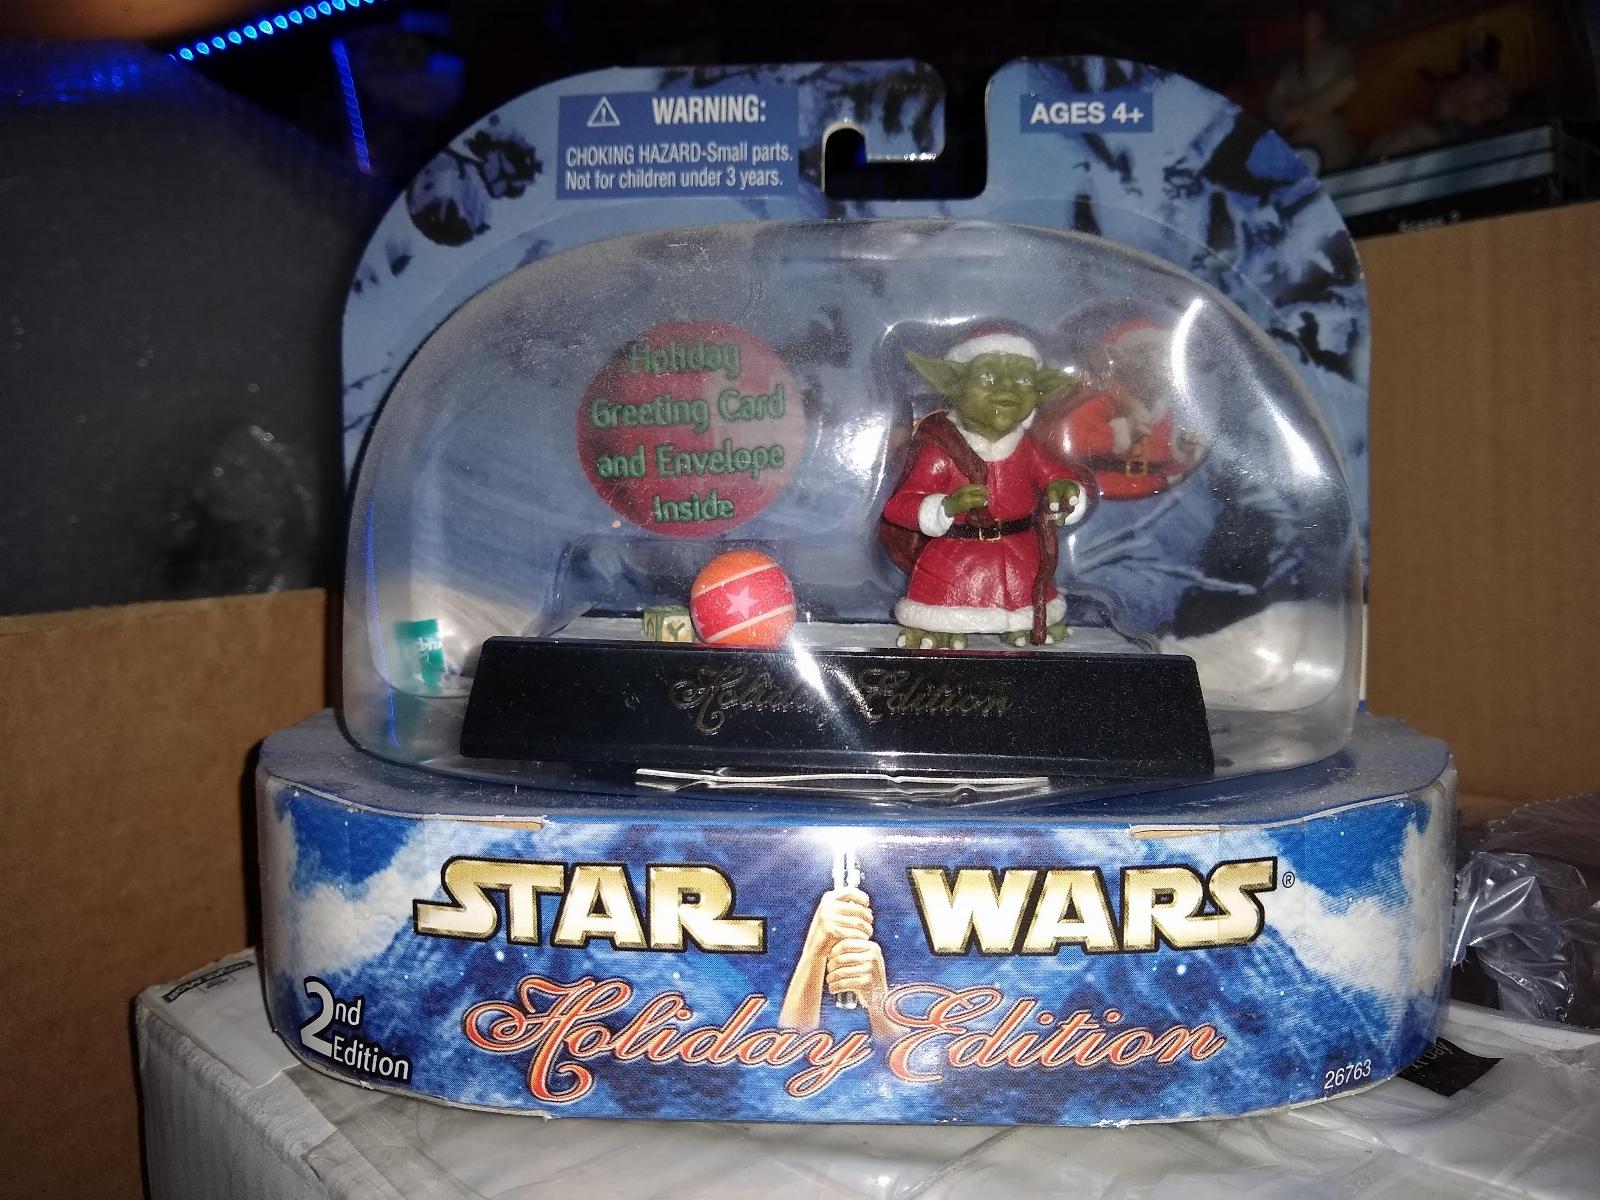 WARNING:
CHOKING HAZARD-Small parts.
Not for children under 3 years.
AGES 4+
Holiday
Greeting Card
and Envelope
Inside
Y
Holiday Edition
STAR WARS®
Holiday Edition
2nd
Edition
26763